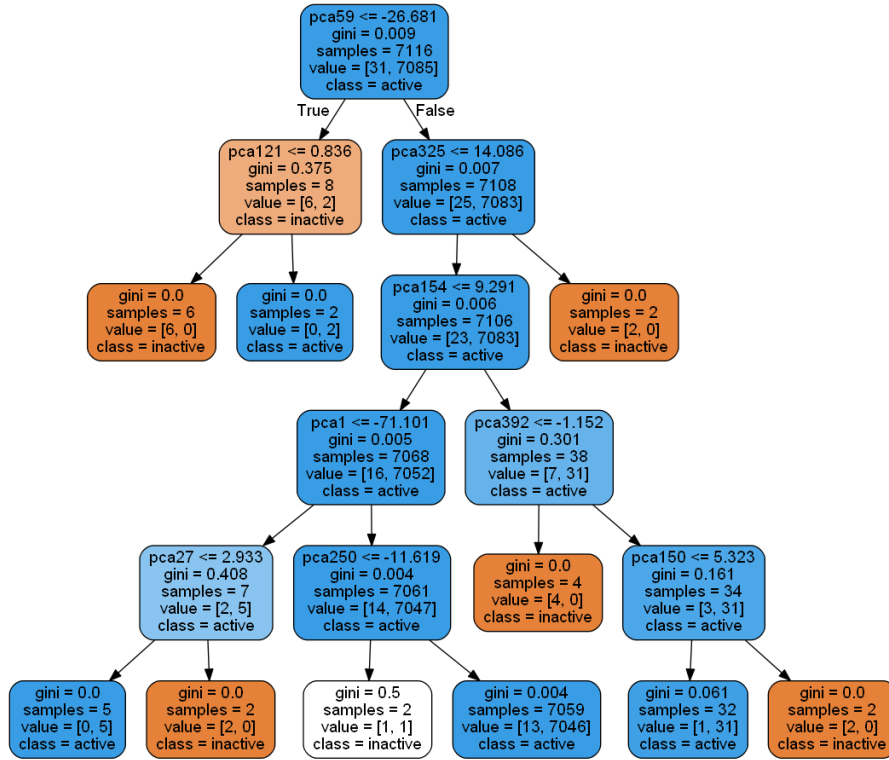 pca59 <= -26.681
gini = 0.009
samples = 7116
value = [31, 7085]
class = active
True
False
pca121 <= 0.836
gini = 0.375
samples = 8
value = [6, 2]
class = inactive
pca325 <= 14.086
gini = 0.007
samples = 7108
value = [25, 7083]
class = active
gini = 0.0
samples = 6
value = [6, 0]
class = inactive
gini = 0.0
samples = 2
value = [0, 2]
class = active
pca154 <= 9.291
gini = 0.006
samples = 7106
value = [23, 7083]
class = active
gini = 0.0
samples = 2
value = [2, 0]
class = inactive
pca1 <= -71.101
gini = 0.005
samples = 7068
value = [16, 7052]
class = active
pca392 <= -1.152
gini = 0.301
samples = 38
value = [7, 31]
class = active
pca27 <= 2.933
gini = 0.408
samples = 7
value = [2, 5]
class = active
pca250 <= -11.619
gini = 0.004
samples = 7061
value = [14, 7047]
class = active
gini = 0.0
samples = 4
value = [4, 0]
class = inactive
pca150 <= 5.323
gini = 0.161
samples = 34
value = [3, 31]
class = active
gini = 0.0
samples = 5
value = [0, 5]
class = active
gini = 0.0
samples = 2
value = [2, 0]
class = inactive
gini = 0.5
samples = 2
value = [1, 1]
class = inactive
gini = 0.004
samples = 7059
value = [13, 7046]
class = active
gini = 0.061
samples = 32
value = [1, 31]
class = active
gini = 0.0
samples = 2
value = [2, 0]
class = inactive